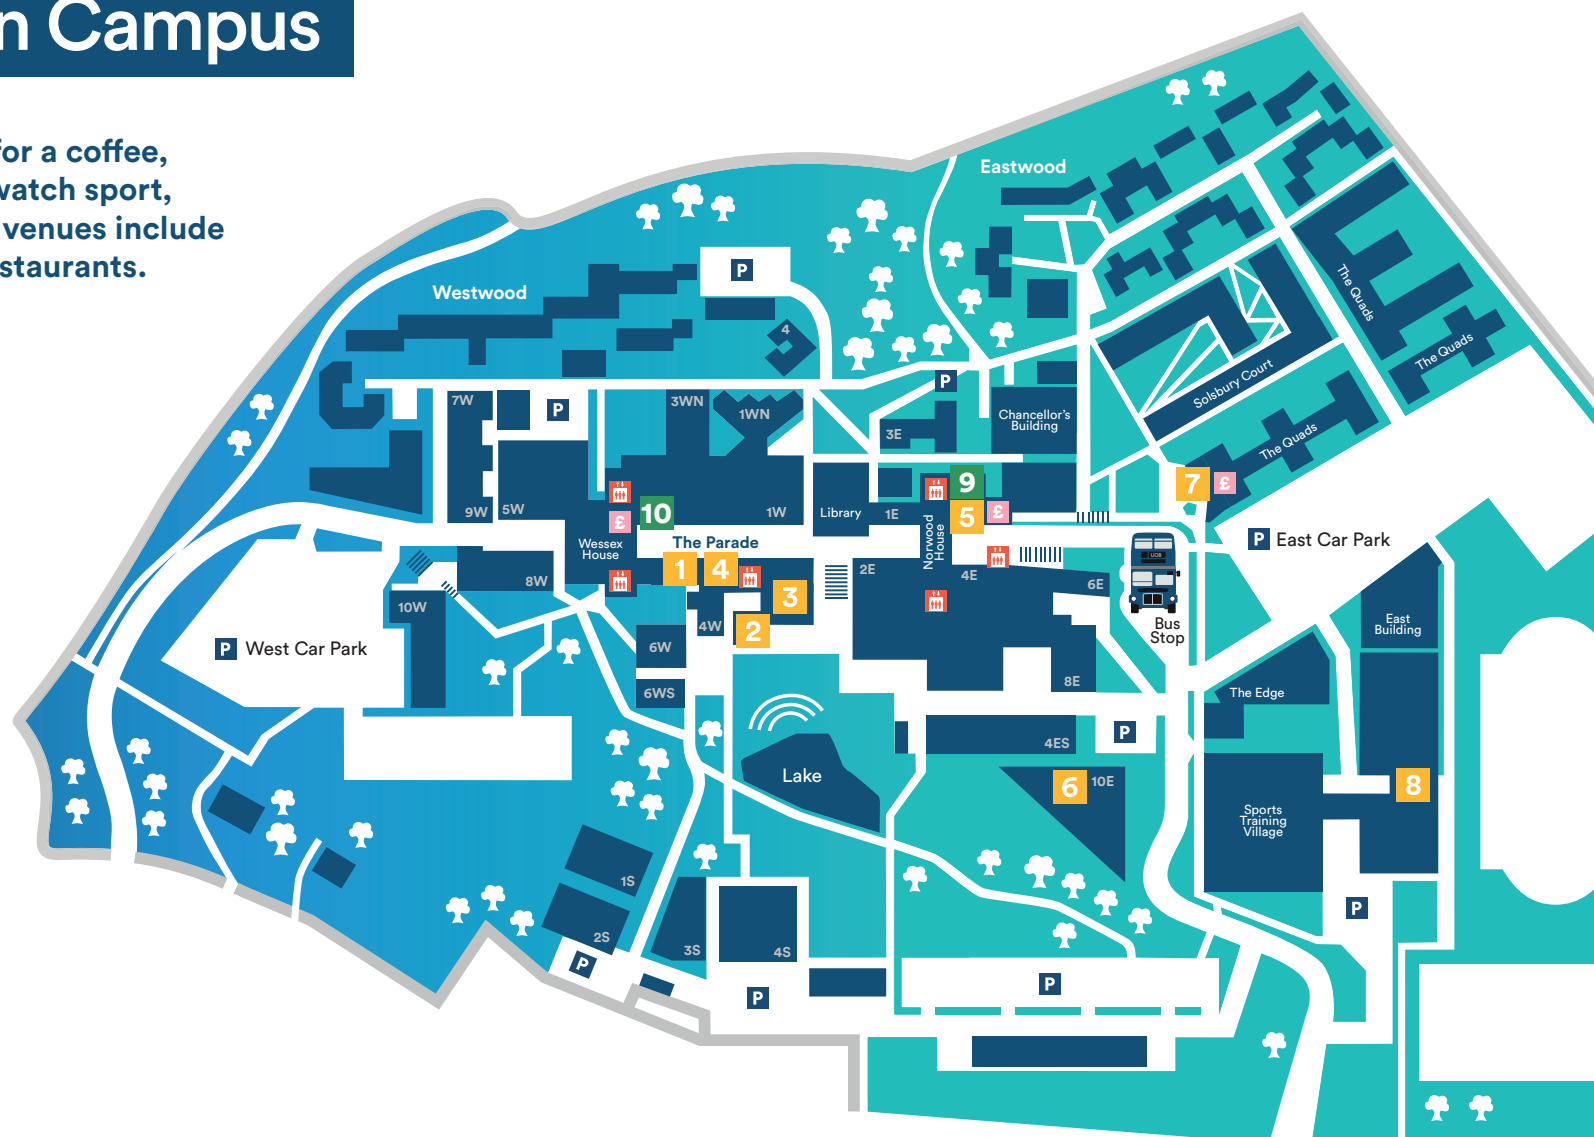 n Campus
for a coffee,
watch sport,
venues include
staurants.
Eastwood
Westwood
P
4
The Quads
The Quads
Solsbury Court
The Quads
P
Chancellor's
Building
7W
P
3WN
1WN
3E
9W
5W
1W
Library
1E
9
5
£
7
£
10
£
Wessex
House
The Parade
Norwood
House
P East Car Park
1
4
3
2
2E
4E
6E
UOB
Bus
Stop
8W
10W
4W
6W
6WS
8E
East
Building
P West Car Park
The Edge
4ES
P
Lake
6
10E
8
Sports
Training
Village
1S
2S
3S
4S
P
P
P
P